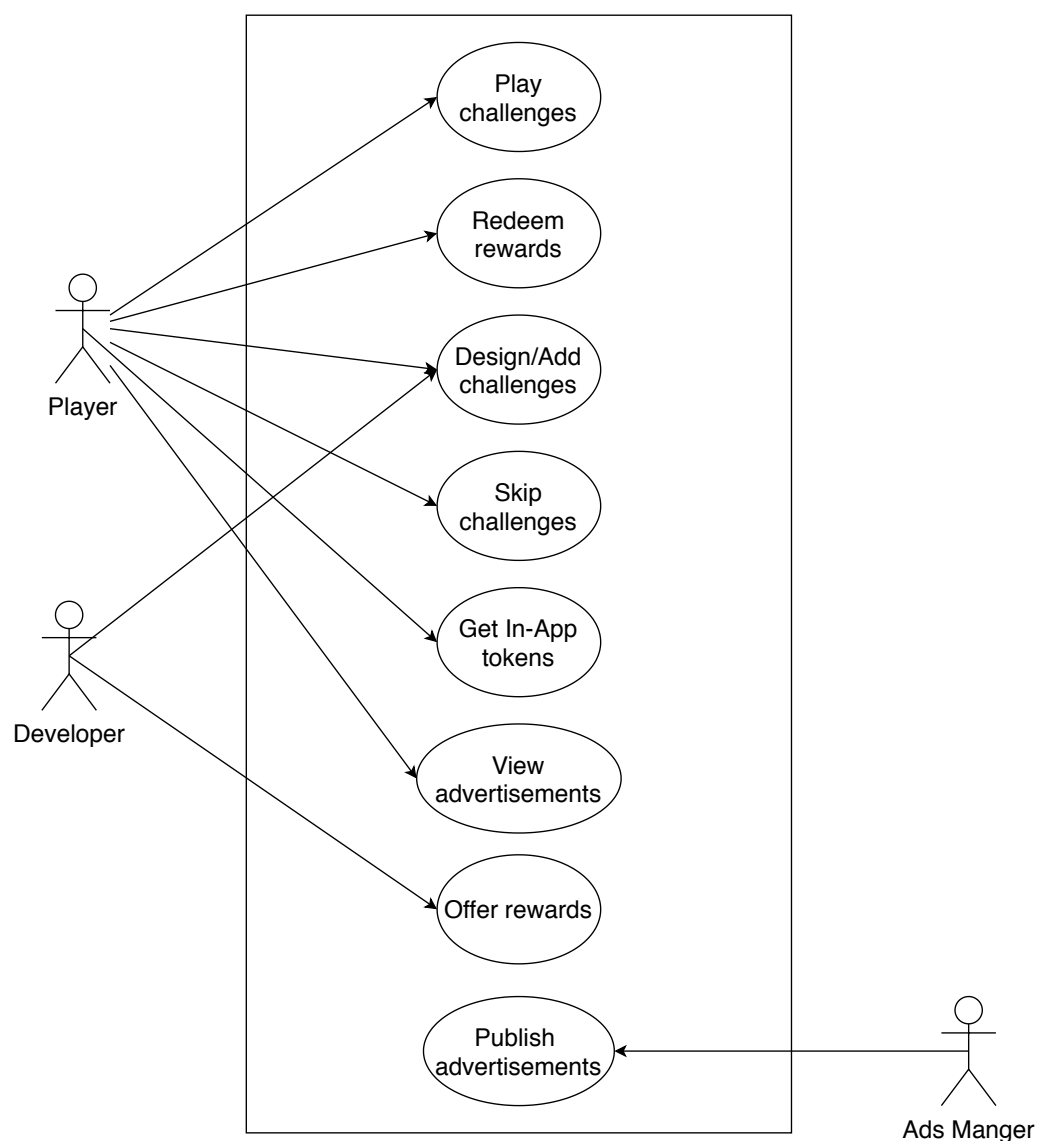 Play
challenges
Redeem
rewards
Design/Add
challenges
Player
Skip
challenges
Get In-App
tokens
Developer
View
advertisements
Offer rewards
Publish
advertisements
Ads Manger